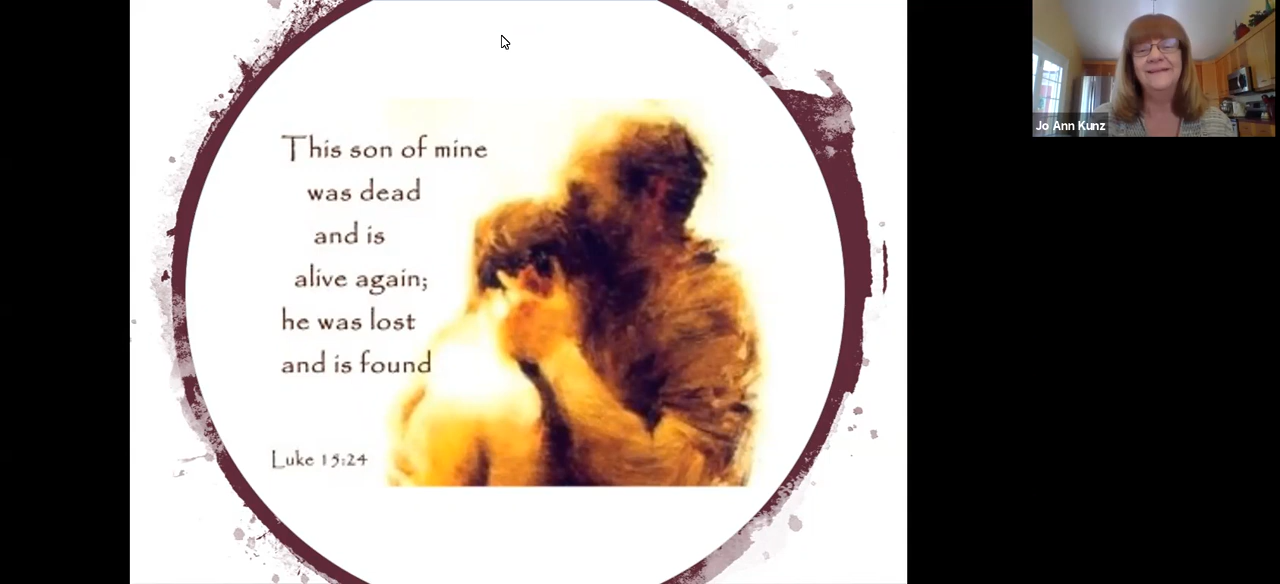 This son of mine
was dead
and is
alive again;
he was lost
and is found
Luke 15:24
Jo Ann Kunz